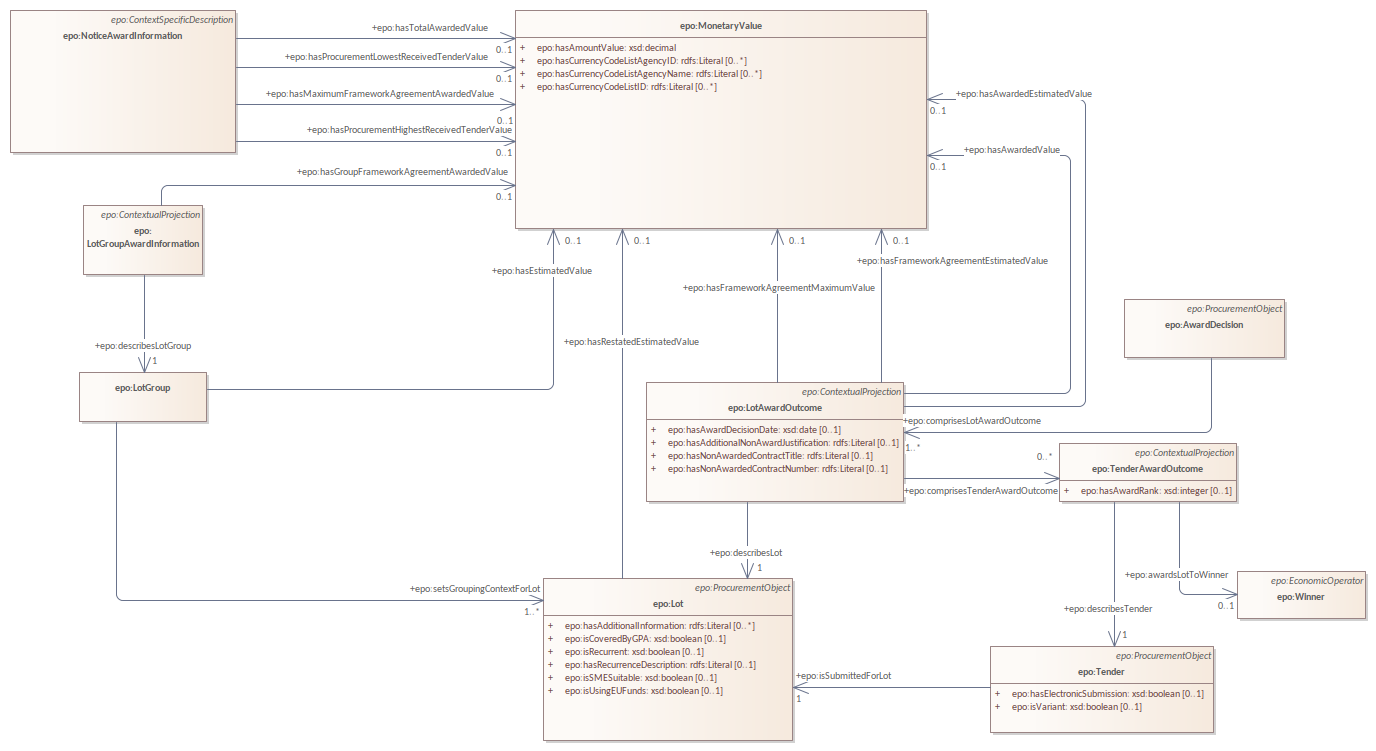 epo:ContextSpecificDescription
epo:NoticeAwardInformation
+epo:hasTotalAwardedValue
0..1
+epo:hasProcurementLowestReceivedTenderValue
0..1
+epo:hasMaximumFrameworkAgreementAwardedValue
0..1
+epo:hasProcurementHighestReceivedTenderValue
0..1
+epo:hasGroupFrameworkAgreementAwardedValue
0..1
epo:MonetaryValue
+ epo:hasAmountValue: xsd:decimal
+ epo:hasCurrencyCodeListAgencyID: rdfs:Literal [0..*]
+ epo:hasCurrencyCodeListAgencyName: rdfs:Literal [0..*]
+ epo:hasCurrencyCodeListID: rdfs:Literal [0..*]
+epo:hasAwardedEstimatedValue
0..1
+epo:hasAwardedValue
0..1
epo:ContextualProjection
epo:
LotGroupAwardInformation
0..1
+epo:hasEstimatedValue
0..1
+epo:hasRestatedEstimatedValue
0..1
+epo:hasFrameworkAgreementMaximumValue
0..1
+epo:hasFrameworkAgreementEstimatedValue
epo:ProcurementObject
epo:AwardDecision
+epo:describesLotGroup
1
epo:LotGroup
epo:ContextualProjection
epo:LotAwardOutcome
+ epo:hasAwardDecisionDate: xsd:date [0..1]
+ epo:hasAdditionalNonAwardJustification: rdfs:Literal [0..1]
+ epo:hasNonAwardedContractTitle: rdfs:Literal [0..1]
+ epo:hasNonAwardedContractNumber: rdfs:Literal [0..1]
+epo:comprisesLotAwardOutcome
1..*
0..*
+epo:comprisesTenderAwardOutcome
epo:ContextualProjection
epo:TenderAwardOutcome
+ epo:hasAwardRank: xsd:integer [0..1]
+epo:describesLot
1
+epo:awardsLotToWinner
0..1
epo:EconomicOperator
epo:Winner
+epo:describesTender
1
+epo:setsGroupingContextForLot
1..*
epo:ProcurementObject
epo:Lot
+ epo:hasAdditionalInformation: rdfs:Literal [0..*]
+ epo:isCoveredByGPA: xsd:boolean [0..1]
+ epo:isRecurrent: xsd:boolean [0..1]
+ epo:hasRecurrenceDescription: rdfs:Literal [0..1]
+ epo:isSMESuitable: xsd:boolean [0..1]
+ epo:isUsingEUFunds: xsd:boolean [0..1]
+epo:isSubmittedForLot
1
epo:ProcurementObject
epo:Tender
+ epo:hasElectronicSubmission: xsd:boolean [0..1]
+ epo:isVariant: xsd:boolean [0..1]